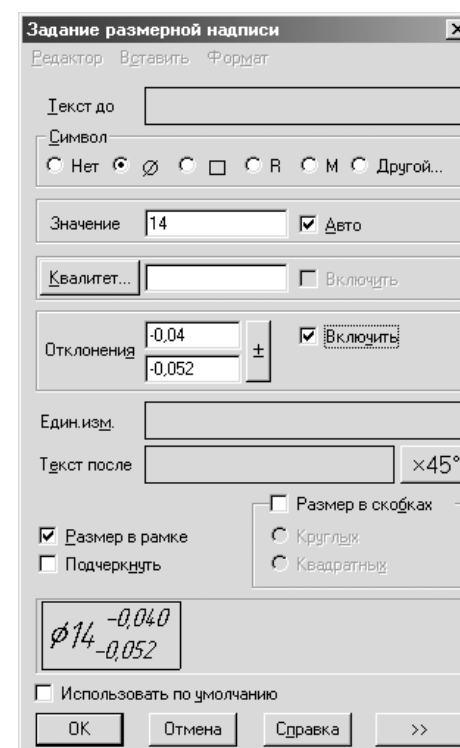 Задание размерной надписи
Редактор Вставить Формат
Текст до
Символ
Нет ∅ □ R M Другой...
Значение 14 Авто
Квалитет... Включить
Отклонения -0,04 ± Включить
-0,052
Един.изм.
Текст после ×45°
Размер в скобках
Размер в рамке Круглых
Подчеркнуть Квадратных
∅14 -0,040
-0,052
Использовать по умолчанию
OK Отмена Справка >>